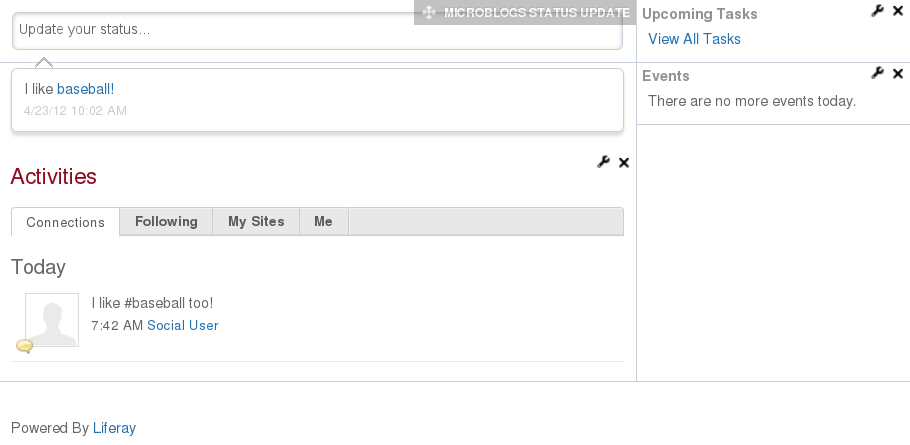 MICROBLOGS STATUS UPDATE
Update your status...
I like baseball!
4/23/12 10:02 AM
Activities
Connections Following My Sites Me
Today
I like #baseball too!
7:42 AM Social User
Upcoming Tasks
View All Tasks
Events
There are no more events today.
Powered By Liferay